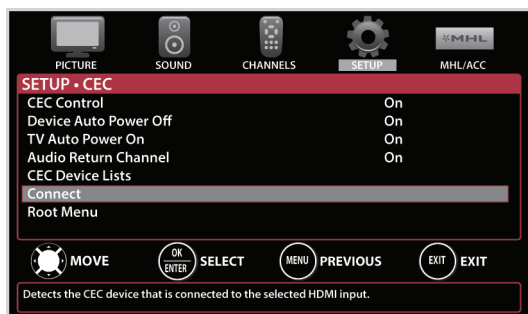 MHL
PICTURE SOUND CHANNELS SETUP MHL/ACC
SETUP • CEC
CEC Control On
Device Auto Power Off On
TV Auto Power On On
Audio Return Channel On
CEC Device Lists
Connect
Root Menu
MOVE OK ENTER SELECT MENU PREVIOUS EXIT EXIT
Detects the CEC device that is connected to the selected HDMI input.